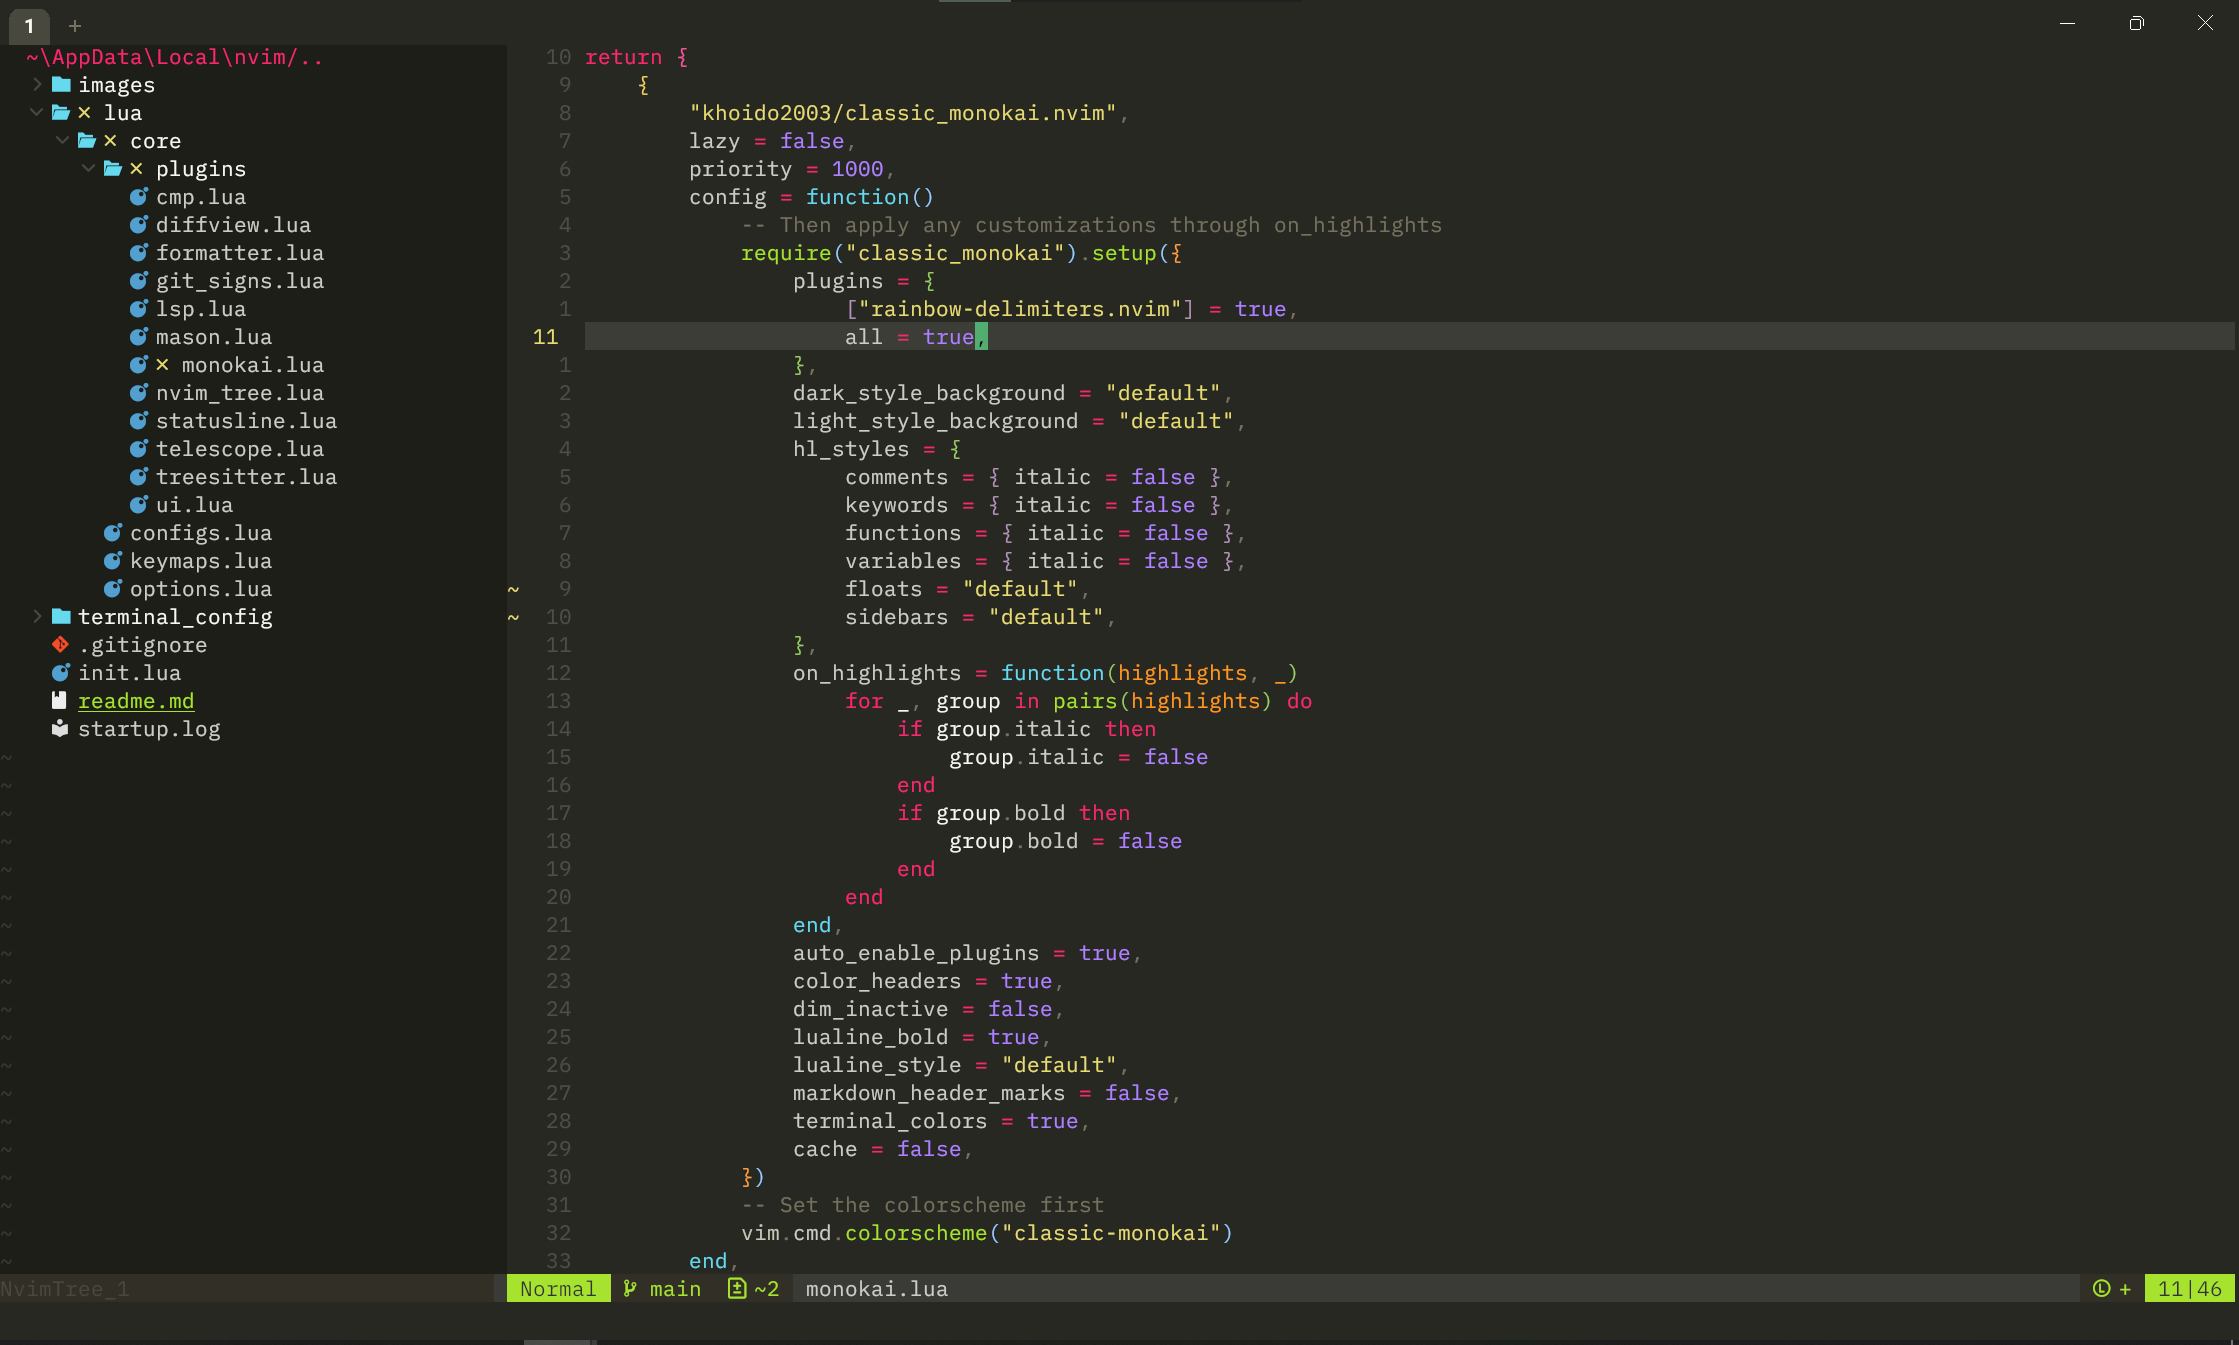 1 +
~\AppData\Local\nvim/..
images
lua
core
plugins
cmp.lua
diffview.lua
formatter.lua
git_signs.lua
lsp.lua
mason.lua
monokai.lua
nvim_tree.lua
statusline.lua
telescope.lua
treesitter.lua
ui.lua
configs.lua
keymaps.lua
options.lua
terminal_config
.gitignore
init.lua
readme.md
startup.log
10 return {
9 {
8 "khoido2003/classic_monokai.nvim",
7 lazy = false,
6 priority = 1000,
5 config = function()
4 -- Then apply any customizations through on_highlights
3 require("classic_monokai").setup({
2 plugins = {
1 ["rainbow-delimiters.nvim"] = true,
11 all = true,
1 },
2 dark_style_background = "default",
3 light_style_background = "default",
4 hl_styles = {
5 comments = { italic = false },
6 keywords = { italic = false },
7 functions = { italic = false },
8 variables = { italic = false },
~ 9 floats = "default",
~ 10 sidebars = "default",
11 },
12 on_highlights = function(highlights, _)
13 for _, group in pairs(highlights) do
14 if group.italic then
15 group.italic = false
16 end
17 if group.bold then
18 group.bold = false
19 end
20 end
21 end,
22 auto_enable_plugins = true,
23 color_headers = true,
24 dim_inactive = false,
25 lualine_bold = true,
26 lualine_style = "default",
27 markdown_header_marks = false,
28 terminal_colors = true,
29 cache = false,
30 })
31 -- Set the colorscheme first
32 vim.cmd.colorscheme("classic-monokai")
33 end,
NvimTree_1 Normal main ~2 monokai.lua L + 11|46